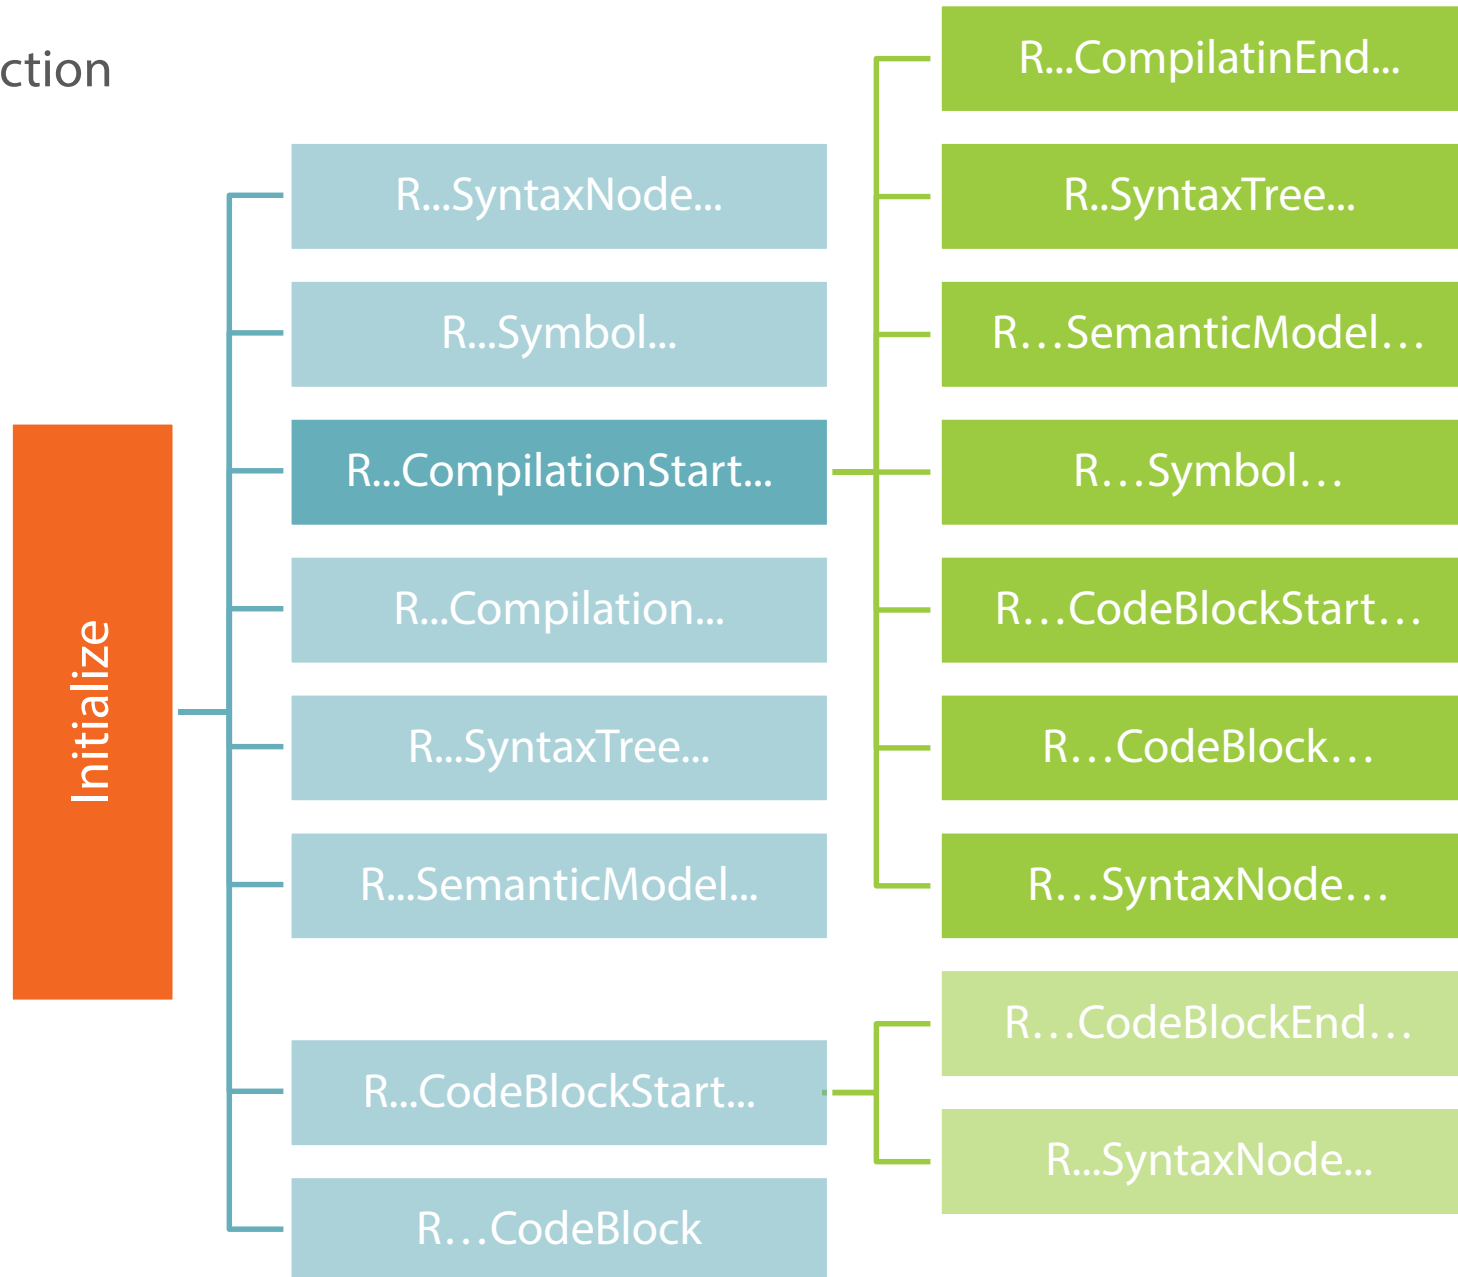 ction
Initialize
R...SyntaxNode...
R...Symbol...
R...CompilationStart...
R...Compilation...
R...SyntaxTree...
R...SemanticModel...
R...CodeBlockStart...
R…CodeBlock
R...CompilatinEnd...
R..SyntaxTree...
R…SemanticModel…
R…Symbol…
R…CodeBlockStart…
R…CodeBlock…
R…SyntaxNode…
R…CodeBlockEnd…
R...SyntaxNode...